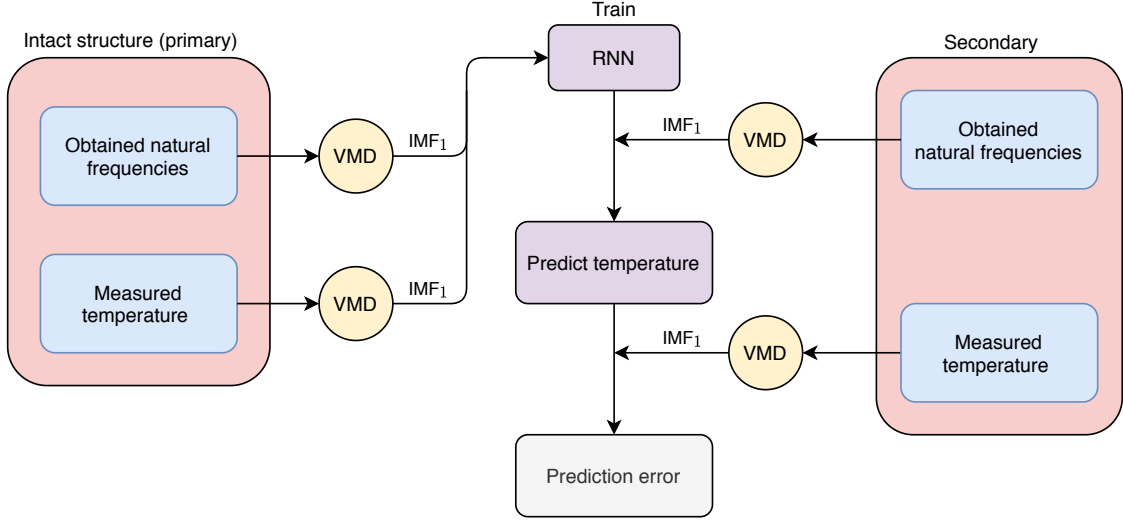 Train
Intact structure (primary)
RNN
Secondary
Obtained natural
frequencies
VMD
IMF₁
IMF₁
VMD
Obtained
natural frequencies
Predict temperature
Measured
temperature
VMD
IMF₁
IMF₁
VMD
Measured
temperature
Prediction error